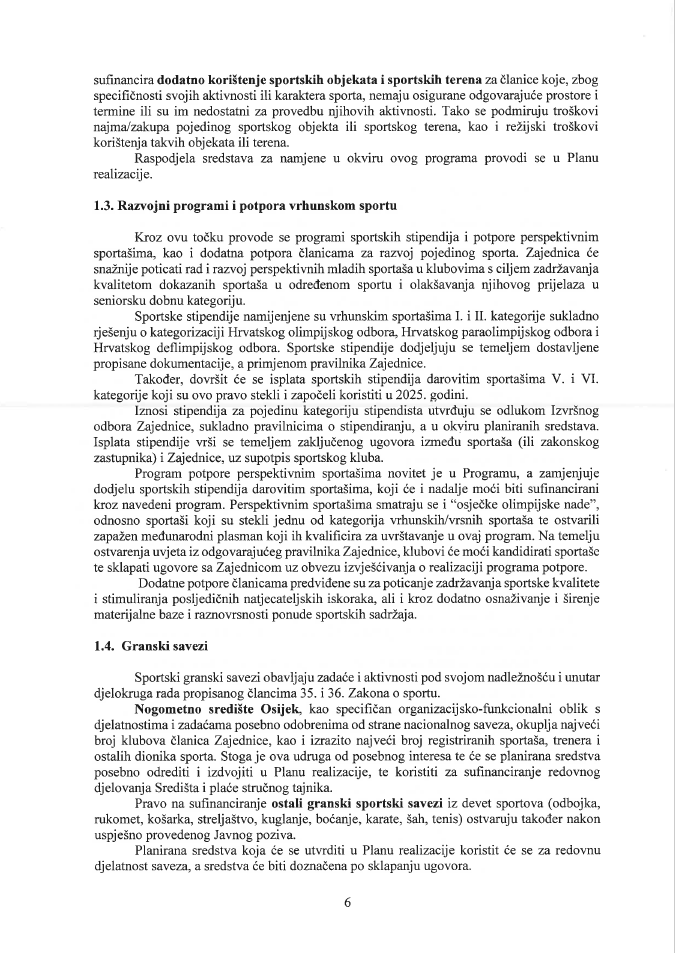 sufinancira dodatno korištenje sportskih objekata i sportskih terena za članice koje, zbog
specifičnosti svojih aktivnosti ili karaktera sporta, nemaju osigurane odgovarajuće prostore i
termine ili su im nedostatni za provedbu njihovih aktivnosti. Tako se podmiruju troškovi
najma/zakupa pojedinog sportskog objekta ili sportskog terena, kao i režijski troškovi
korištenja takvih objekata ili terena.
Raspodjela sredstava za namjene u okviru ovog programa provodi se u Planu
realizacije.
1.3. Razvojni programi i potpora vrhunskom sportu
Kroz ovu točku provode se programi sportskih stipendija i potpore perspektivnim
sportašima, kao i dodatna potpora članicama za razvoj pojedinog sporta. Zajednica će
snažnije poticati rad i razvoj perspektivnih mladih sportaša u klubovima s ciljem zadržavanja
kvalitetom dokazanih sportaša u određenom sportu i olakšavanja njihovog prijelaza u
seniorsku dobnu kategoriju.
Sportske stipendije namijenjene su vrhunskim sportašima I. i II. kategorije sukladno
rješenju o kategorizaciji Hrvatskog olimpijskog odbora, Hrvatskog paraolimpijskog odbora i
Hrvatskog deflimpijskog odbora. Sportske stipendije dodjeljuju se temeljem dostavljene
propisane dokumentacije, a primjenom pravilnika Zajednice.
Također, dovršit će se isplata sportskih stipendija darovitim sportašima V. i VI.
kategorije koji su ovo pravo stekli i započeli koristiti u 2025. godini.
Iznosi stipendija za pojedinu kategoriju stipendista utvrđuju se odlukom Izvršnog
odbora Zajednice, sukladno pravilnicima o stipendiranju, a u okviru planiranih sredstava.
Isplata stipendije vrši se temeljem zaključenog ugovora između sportaša (ili zakonskog
zastupnika) i Zajednice, uz supotpis sportskog kluba.
Program potpore perspektivnim sportašima novitet je u Programu, a zamjenjuje
dodjelu sportskih stipendija darovitim sportašima, koji će i nadalje moći biti sufinancirani
kroz navedeni program. Perspektivnim sportašima smatraju se i “osječke olimpijske nade”,
odnosno sportaši koji su stekli jednu od kategorija vrhunskih/vrsnih sportaša te ostvarili
zapažen međunarodni plasman koji ih kvalificira za uvrštavanje u ovaj program. Na temelju
ostvarenja uvjeta iz odgovarajućeg pravilnika Zajednice, klubovi će moći kandidirati sportaše
te sklapati ugovore sa Zajednicom uz obvezu izvješćivanja o realizaciji programa potpore.
Dodatne potpore članicama predviđene su za poticanje zadržavanja sportske kvalitete
i stimuliranja posljedičnih natjecateljskih iskoraka, ali i kroz dodatno osnaživanje i širenje
materijalne baze i raznovrsnosti ponude sportskih sadržaja.
1.4. Granski savezi
Sportski granski savezi obavljaju zadaće i aktivnosti pod svojom nadležnošću i unutar
djelokruga rada propisanog člancima 35. i 36. Zakona o sportu.
Nogometno središte Osijek, kao specifičan organizacijsko-funkcionalni oblik s
djelatnostima i zadaćama posebno odobrenima od strane nacionalnog saveza, okuplja najveći
broj klubova članica Zajednice, kao i izrazito najveći broj registriranih sportaša, trenera i
ostalih dionika sporta. Stoga je ova udruga od posebnog interesa te će se planirana sredstva
posebno odrediti i izdvojiti u Planu realizacije, te koristiti za sufinanciranje redovnog
djelovanja Središta i plaće stručnog tajnika.
Pravo na sufinanciranje ostali granski sportski savezi iz devet sportova (odbojka,
rukomet, košarka, streljaštvo, kuglanje, boćanje, karate, šah, tenis) ostvaruju također nakon
uspješno provedenog Javnog poziva.
Planirana sredstva koja će se utvrditi u Planu realizacije koristit će se za redovnu
djelatnost saveza, a sredstva će biti doznačena po sklapanju ugovora.
6